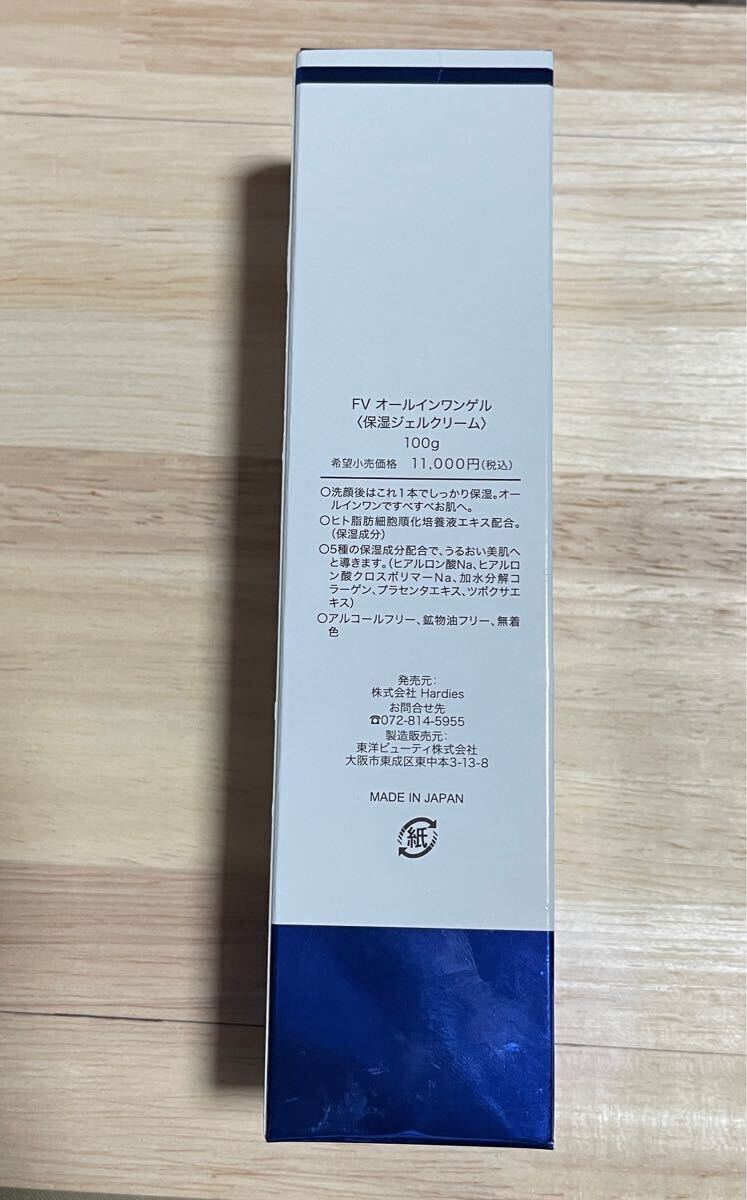 FV オールインワンゲル
〈保湿ジェルクリーム〉
100g
希望小売価格 11,000円(税込)
○洗顔後はこれ1本でしっかり保湿。オー
ルインワンですべすべお肌へ。
○ヒト脂肪細胞順化培養液エキス配合。
(保湿成分)
○5種の保湿成分配合で、うるおい美肌へ
と導きます。(ヒアルロン酸Na、ヒアルロ
ン酸クロスポリマーNa、加水分解コ
ラーゲン、プラセンタエキス、ツボクサエ
キス)
○アルコールフリー、鉱物油フリー、無着
色
発売元:
株式会社 Hardies
お問合せ先
☎072-814-5955
製造販売元:
東洋ビューティ株式会社
大阪市東成区東中本3-13-8
MADE IN JAPAN
紙